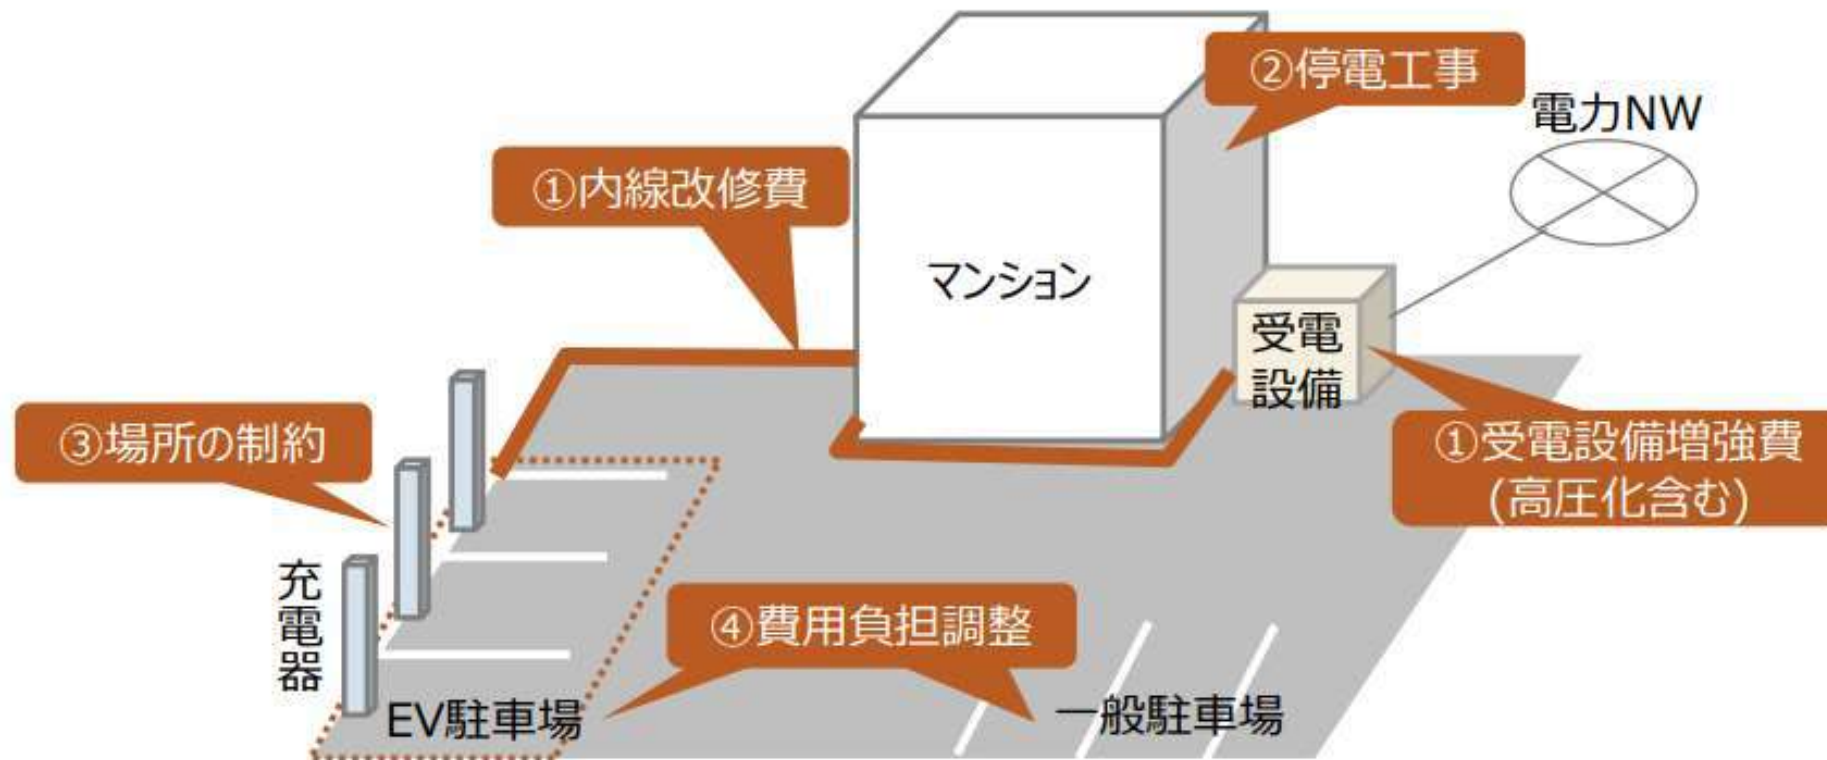 ②停電工事
電力NW
①内線改修費
マンション
受電
設備
③場所の制約
①受電設備増強費
(高圧化含む)
充電器
④費用負担調整
EV駐車場
一般駐車場